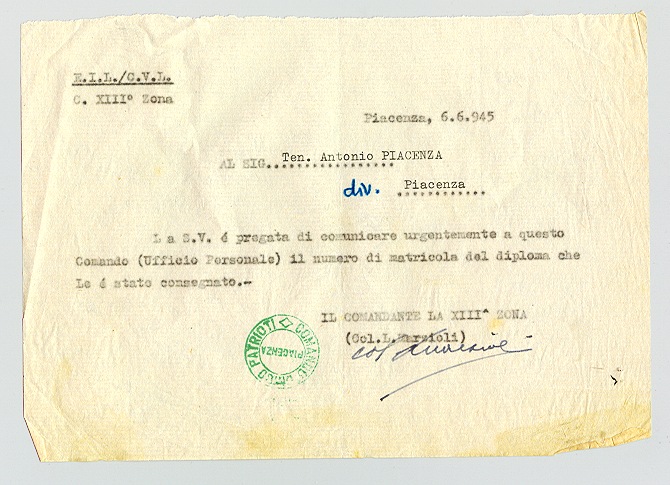 E.I.L./C.V.L.
C. XIII° Zona
Piacenza, 6.6.945
AL SIG. Ten. Antonio PIACENZA
div. Piacenza
La S.V. é pregata di comunicare urgentemente a questo
Comando (Ufficio Personale) il numero di matricola del diploma che
Le é stato consegnato.-
IL COMANDANTE LA XIII^ ZONA
(Col.L.Marzioli)
COMANDO UNICO PATRIOTI
PIACENZA